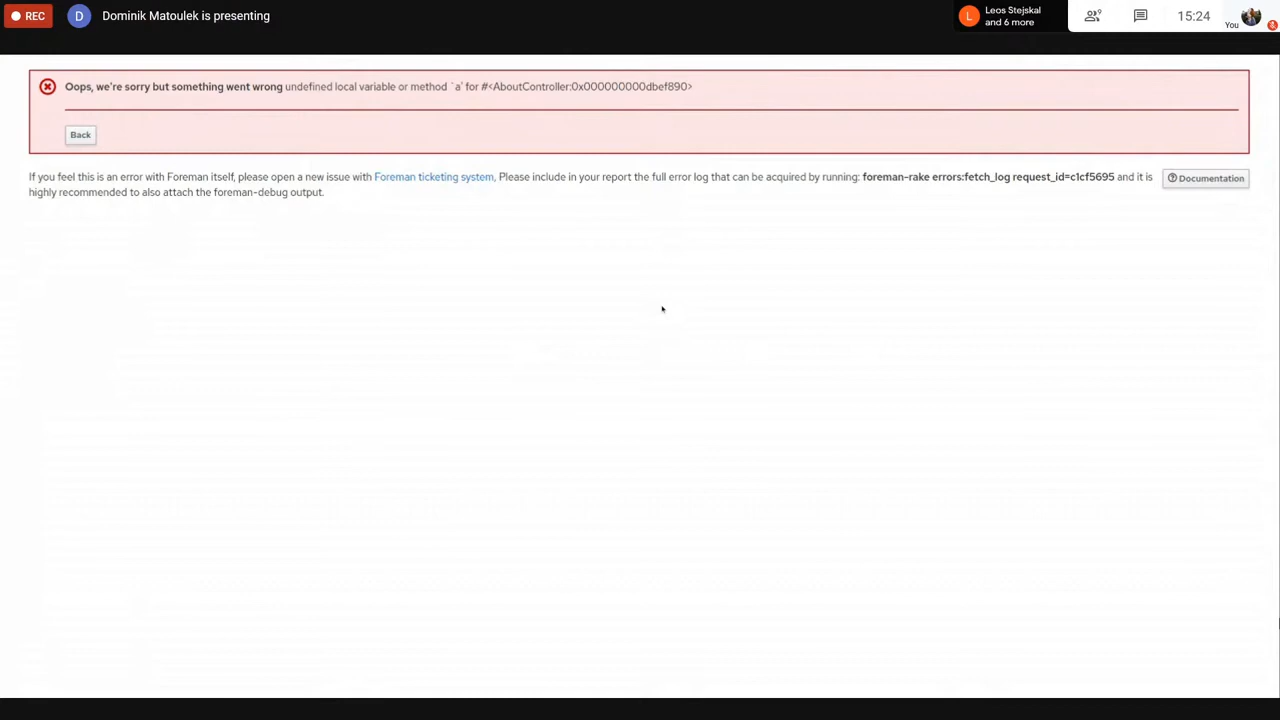 REC
D
Dominik Matoulek is presenting
L
Leos Stejskal
and 6 more
9
15:24
You
Oops, we're sorry but something went wrong undefined local variable or method `a' for #<AboutController:0x000000000dbef890>
Back
If you feel this is an error with Foreman itself, please open a new issue with Foreman ticketing system, Please include in your report the full error log that can be acquired by running: foreman-rake errors:fetch_log request_id=c1cf5695 and it is
highly recommended to also attach the foreman-debug output.
Documentation